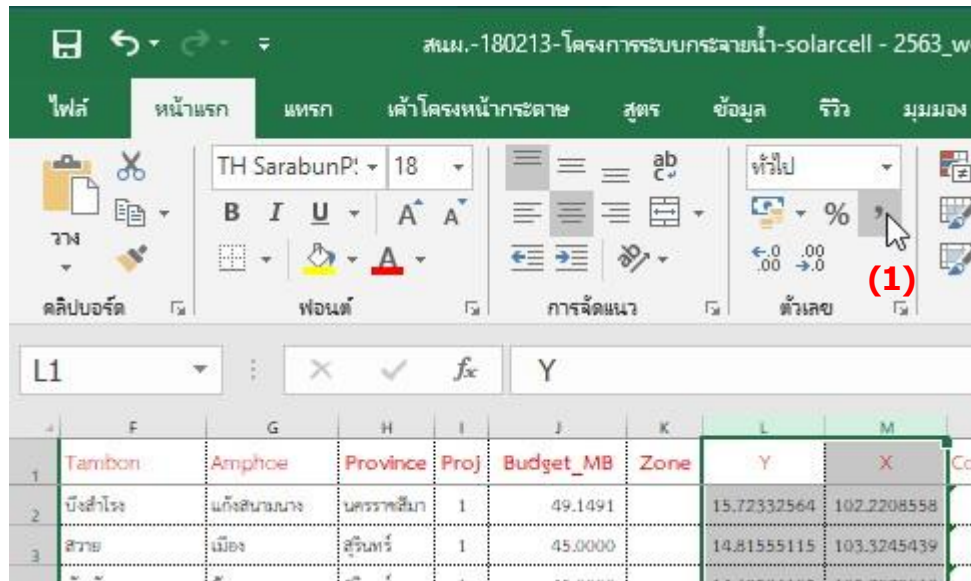 สนผ.-180213-โครงการระบบกระจายน้ำ-solarcell - 2563_w
ไฟล์ หน้าแรก แทรก เค้าโครงหน้ากระดาษ สูตร ข้อมูล รีวิว มุมมอง
TH SarabunP: 18 ab c ทั่วไป
วาง B I U A A % ,
A .00 .0 .00 .0
(1)
คลิปบอร์ด ฟอนต์ การจัดแนว ตัวเลข
L1 fx Y
F G H I J K L M
1 Tambon Amphoe Province Proj Budget_MB Zone Y X Co
2 บึงสำโรง แก้งสนามนาง นครราชสีมา 1 49.1491 15.72332564 102.2208558
3 สวาย เมือง สุรินทร์ 1 45.0000 14.81555115 103.3245439